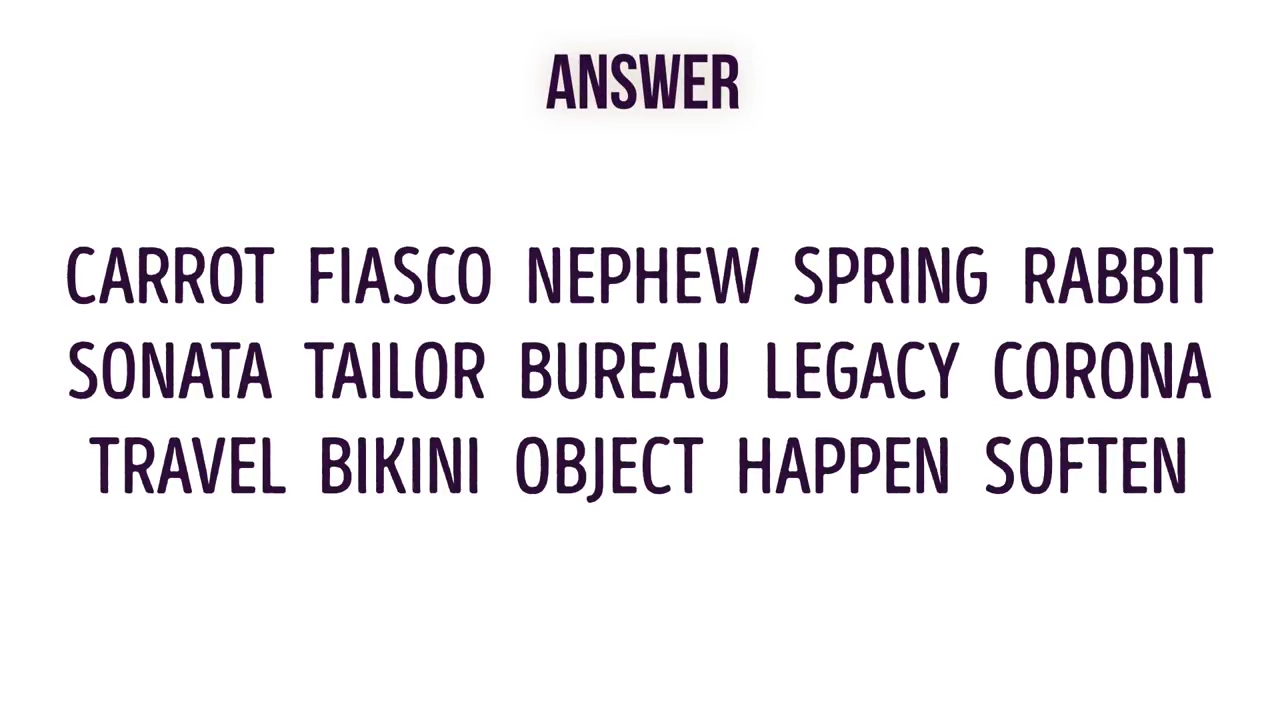 ANSWER
CARROT FIASCO NEPHEW SPRING RABBIT
SONATA TAILOR BUREAU LEGACY CORONA
TRAVEL BIKINI OBJECT HAPPEN SOFTEN